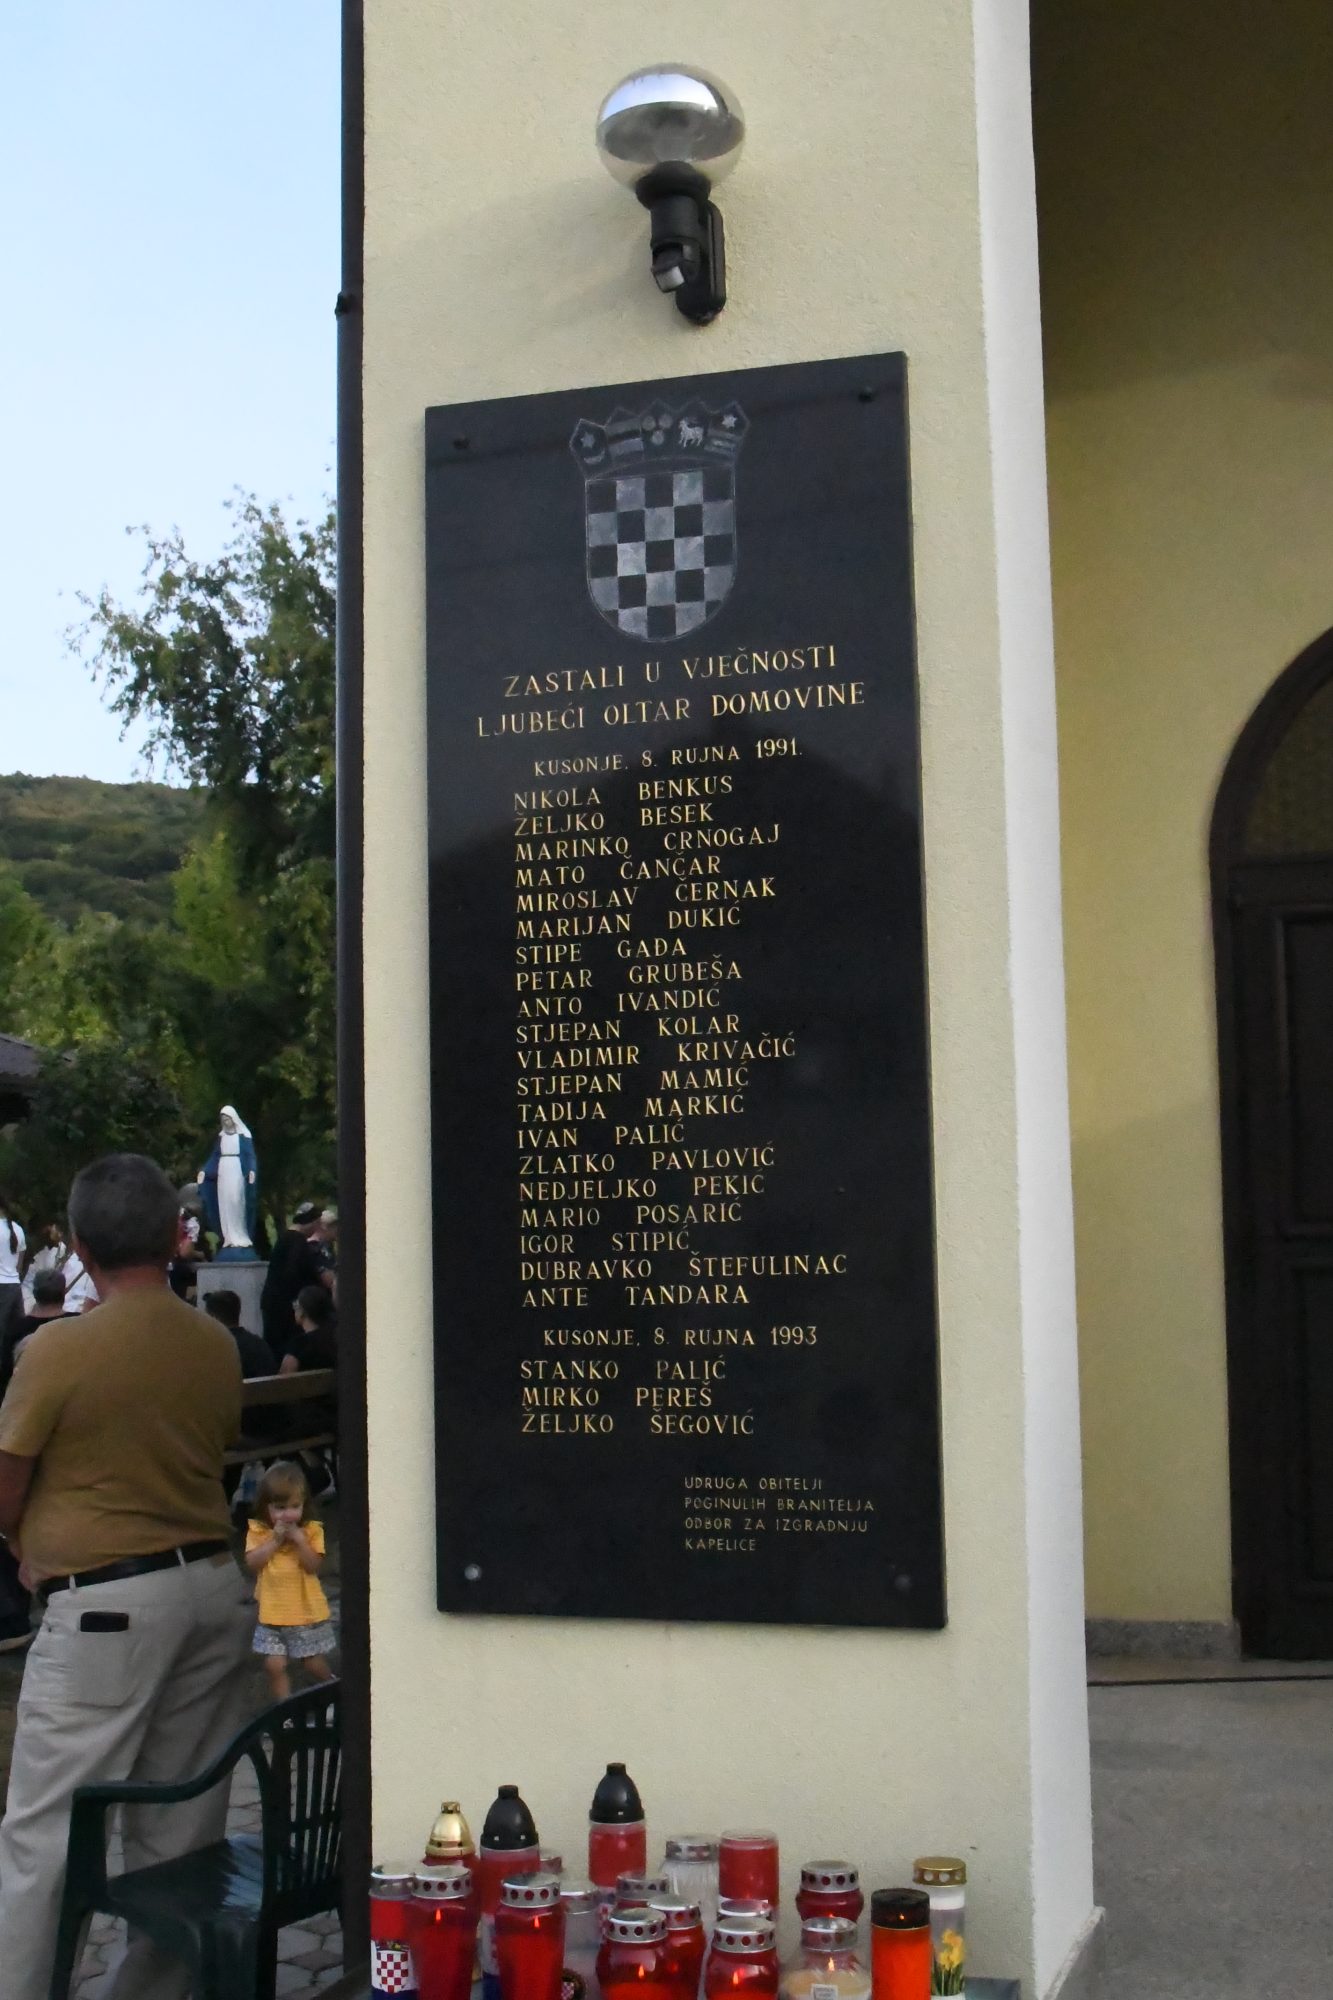 ZASTALI U VJEČNOSTI
LJUBEĆI OLTAR DOMOVINE
KUSONJE, 8. RUJNA 1991.
NIKOLA BENKUS
ŽELJKO BESEK
MARINKO CRNOGAJ
MATO ČANČAR
MIROSLAV ČERNAK
MARIJAN DUKIĆ
STIPE GAĐA
PETAR GRUBEŠA
ANTO IVANDIĆ
STJEPAN KOLAR
VLADIMIR KRIVAČIĆ
STJEPAN MAMIĆ
TADIJA MARKIĆ
IVAN PALIĆ
ZLATKO PAVLOVIĆ
NEDJELJKO PEKIĆ
MARIO POSARIĆ
IGOR STIPIĆ
DUBRAVKO ŠTEFULINAC
ANTE TANDARA
KUSONJE, 8. RUJNA 1993
STANKO PALIĆ
MIRKO PEREŠ
ŽELJKO ŠEGOVIĆ
UDRUGA OBITELJI
POGINULIH BRANITELJA
ODBOR ZA IZGRADNJU
KAPELICE